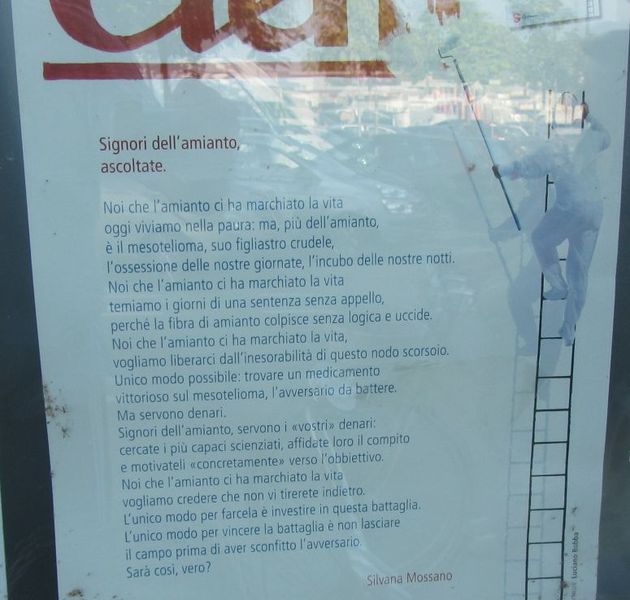 Signori dell'amianto,
ascoltate.
Noi che l'amianto ci ha marchiato la vita
oggi viviamo nella paura: ma, più dell'amianto,
è il mesotelioma, suo figliastro crudele,
l'ossessione delle nostre giornate, l'incubo delle nostre notti.
Noi che l'amianto ci ha marchiato la vita
temiamo i giorni di una sentenza senza appello,
perché la fibra di amianto colpisce senza logica e uccide.
Noi che l'amianto ci ha marchiato la vita,
vogliamo liberarci dall'inesorabilità di questo nodo scorsoio.
Unico modo possibile: trovare un medicamento
vittorioso sul mesotelioma, l'avversario da battere.
Ma servono denari.
Signori dell'amianto, servono i «vostri» denari:
cercate i più capaci scienziati, affidate loro il compito
e motivateli «concretamente» verso l'obbiettivo.
Noi che l'amianto ci ha marchiato la vita
vogliamo credere che non vi tirerete indietro.
L'unico modo per farcela è investire in questa battaglia.
L'unico modo per vincere la battaglia è non lasciare
il campo prima di aver sconfitto l'avversario.
Sarà così, vero?
Silvana Mossano
Luciano Bobba